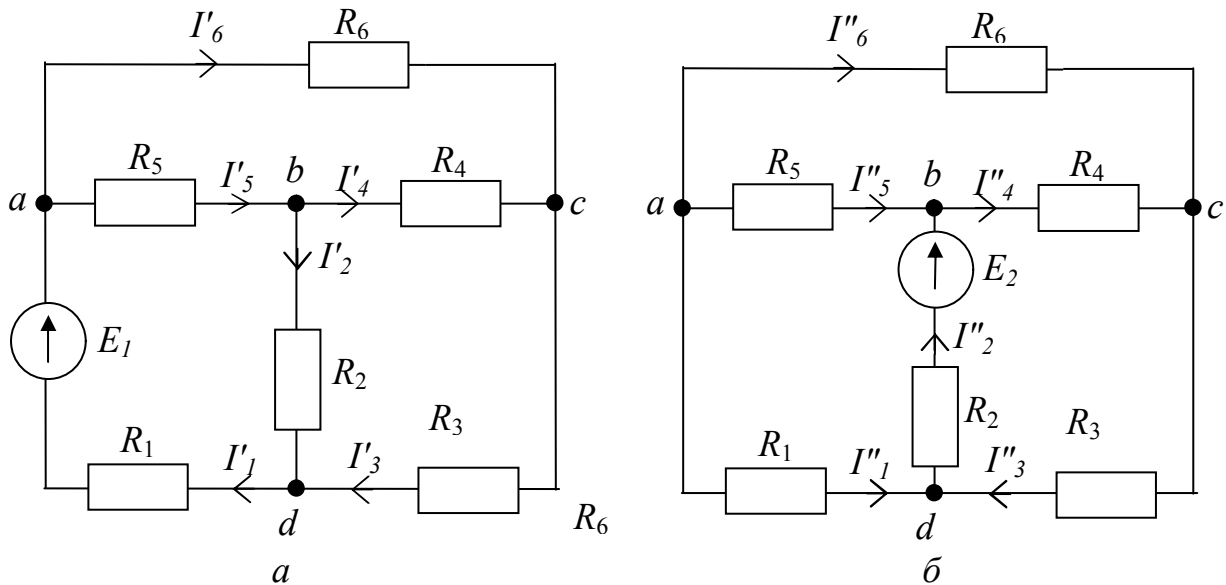 I'6 R6
R5 I'5 b I'4 R4
a c
I'2
E1
R2
R1 I'1 I'3 R3
d R6
а
I"6 R6
R5 I"5 b I"4 R4
a c
E2
I"2
R2
R1 I"1 I"3 R3
d
б